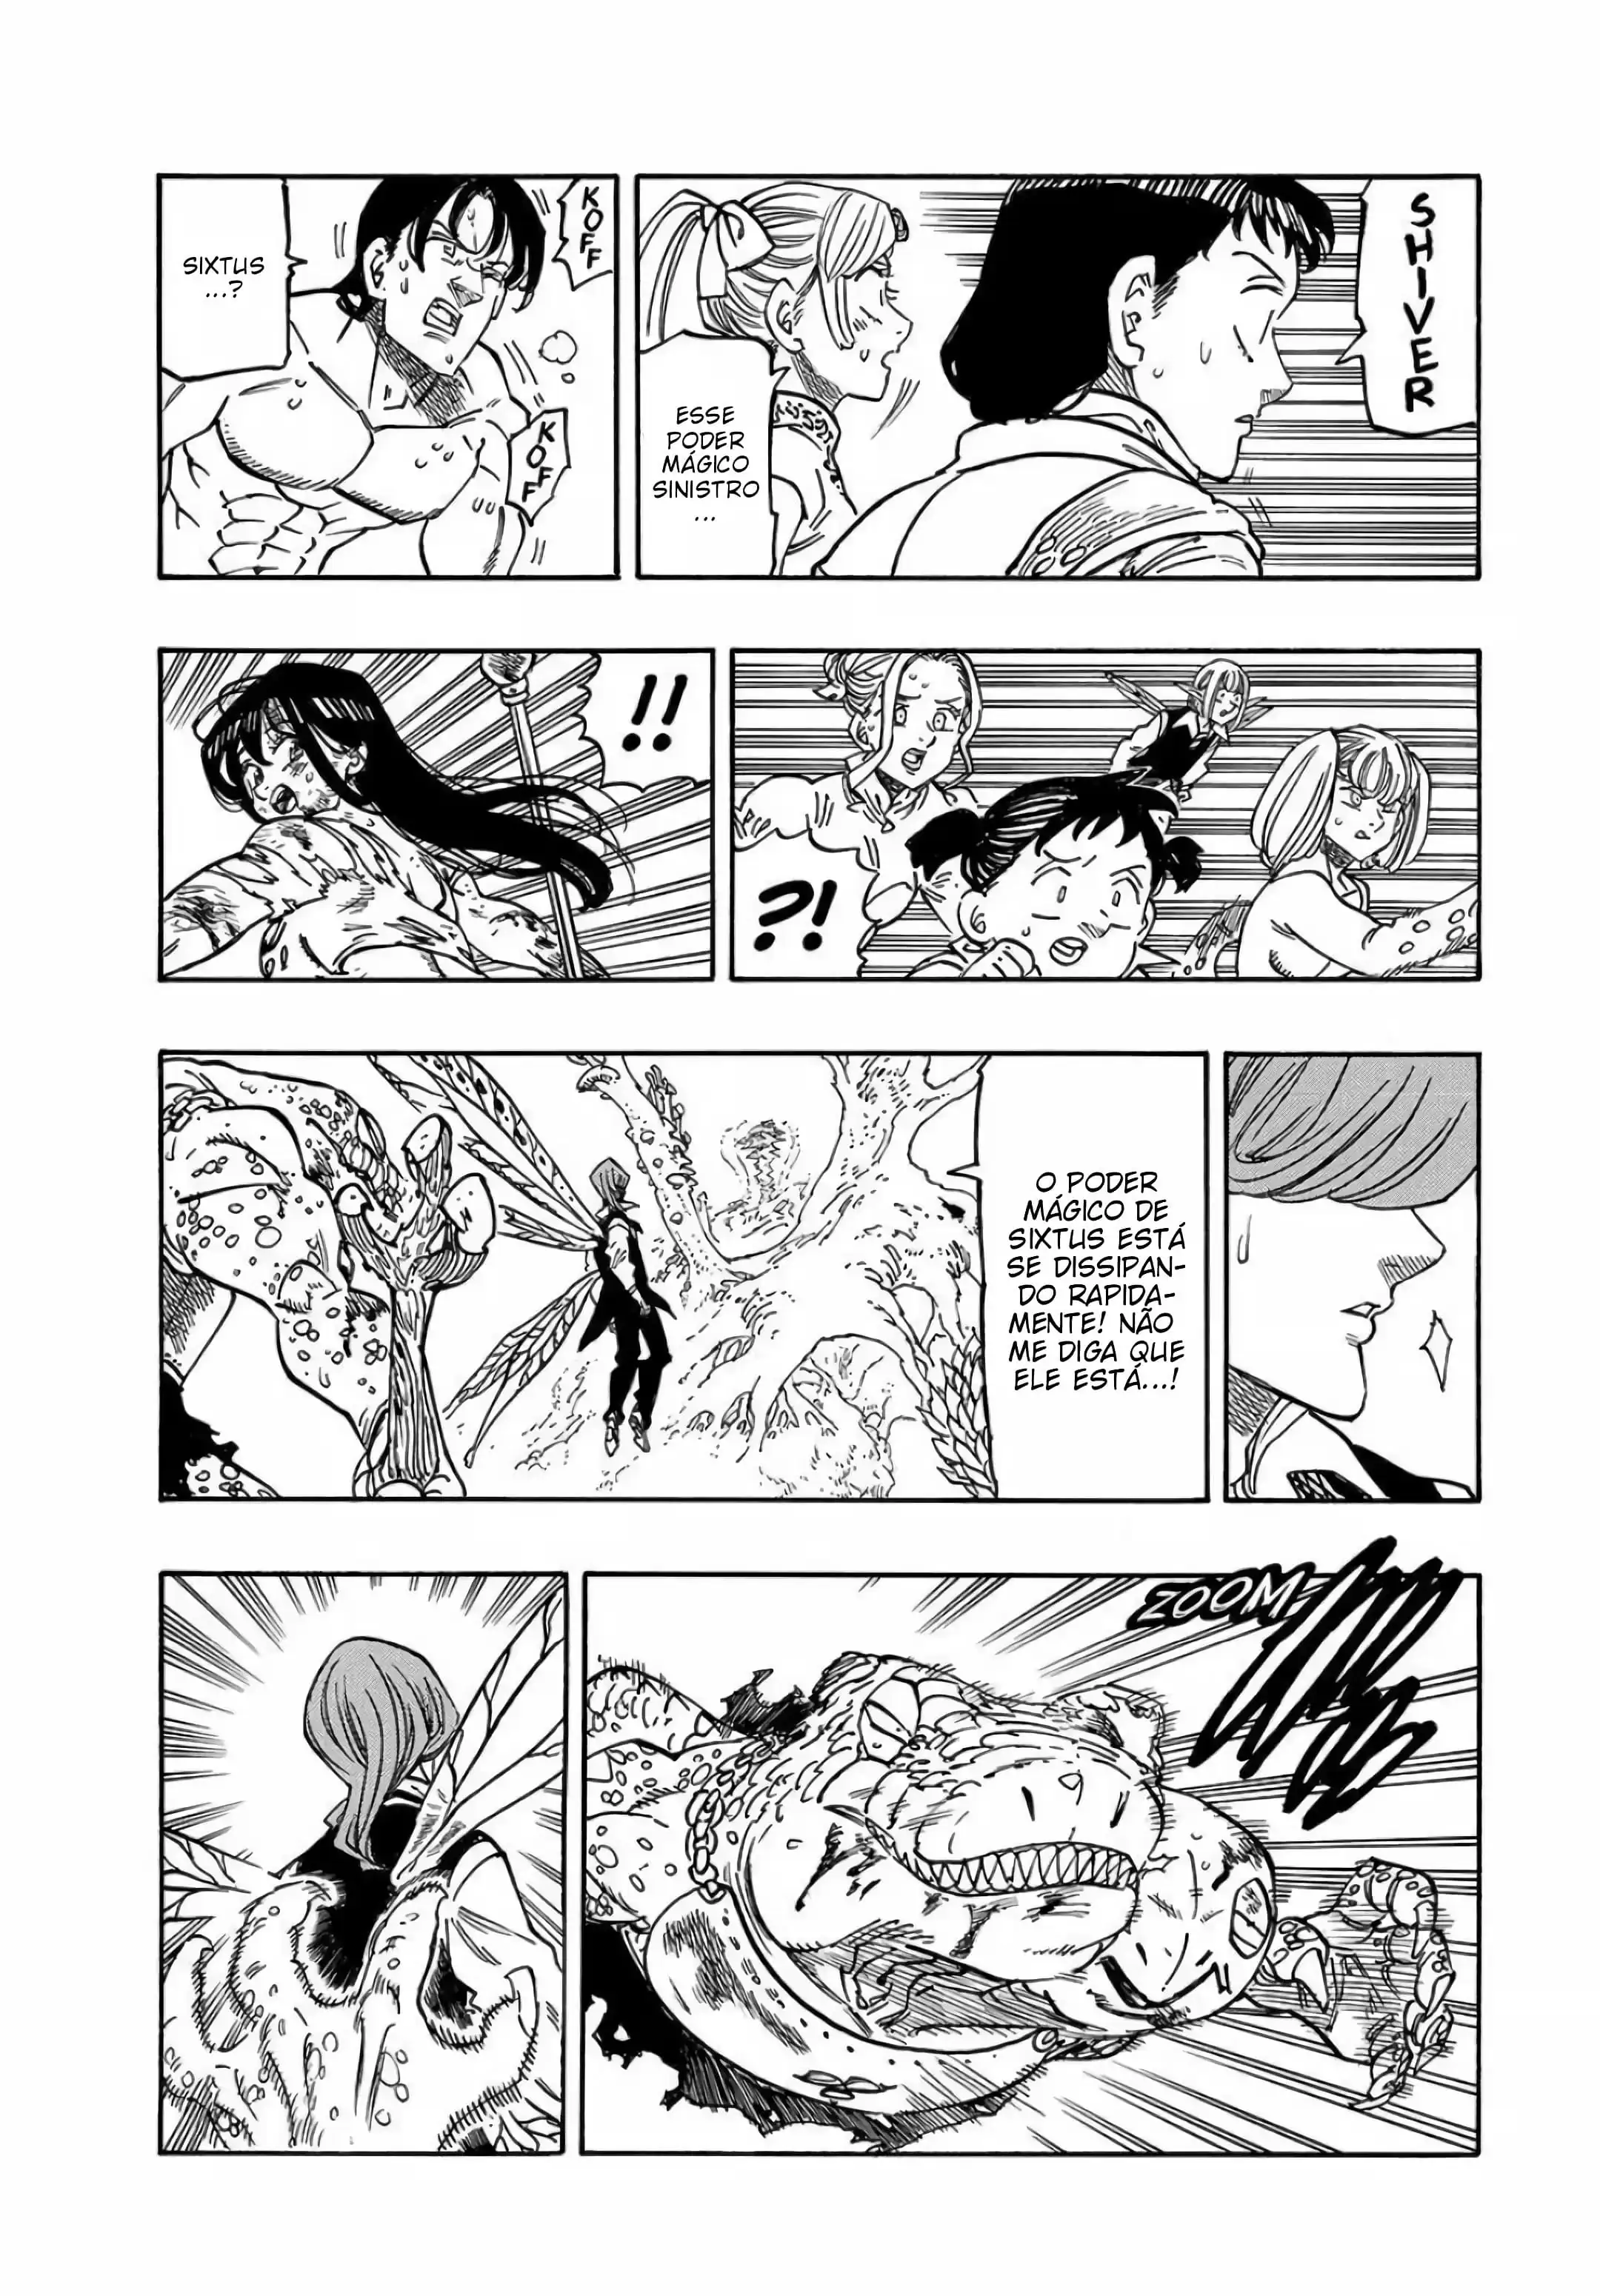 SHIVER
ESSE
PODER
MÁGICO
SINISTRO
...
KOFF
SIXTUS
...?
KOFF
?!
!!
O PODER
MÁGICO DE
SIXTUS ESTÁ
SE DISSIPAN-
DO RAPIDA-
MENTE! NÃO
ME DIGA QUE
ELE ESTÁ...!
ZOOM